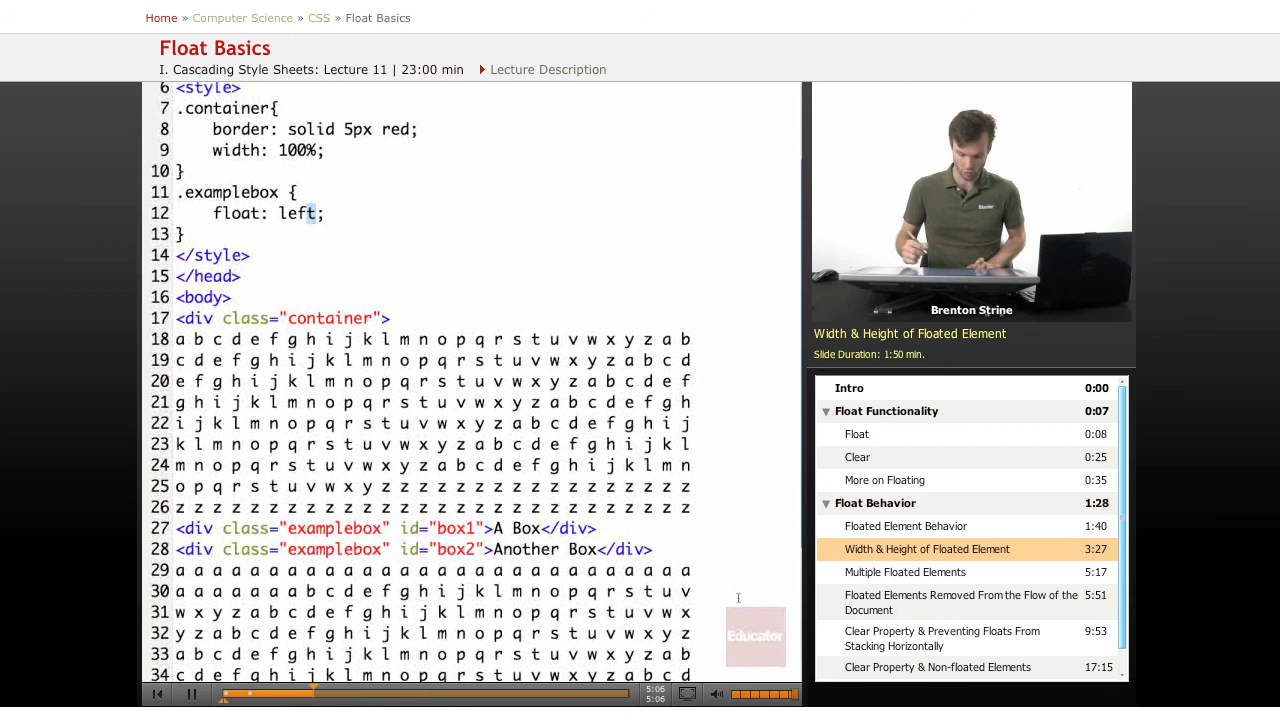 Home » Computer Science » CSS » Float Basics
Float Basics
I. Cascading Style Sheets: Lecture 11 | 23:00 min Lecture Description
6 <style>
7 .container{
8 border: solid 5px red;
9 width: 100%;
10 }
11 .examplebox {
12 float: left;
13 }
14 </style>
15 </head>
16 <body>
17 <div class="container">
18 a b c d e f g h i j k l m n o p q r s t u v w x y z a b
19 c d e f g h i j k l m n o p q r s t u v w x y z a b c d
20 e f g h i j k l m n o p q r s t u v w x y z a b c d e f
21 g h i j k l m n o p q r s t u v w x y z a b c d e f g h
22 i j k l m n o p q r s t u v w x y z a b c d e f g h i j
23 k l m n o p q r s t u v w x y z a b c d e f g h i j k l
24 m n o p q r s t u v w x y z a b c d e f g h i j k l m n
25 o p q r s t u v w x y z z z z z z z z z z z z z z z z z
26 z z z z z z z z z z z z z z z z z z z z z z z z z z z z
27 <div class="examplebox" id="box1">A Box</div>
28 <div class="examplebox" id="box2">Another Box</div>
29 a a a a a a a a a a a a a a a a a a a a a a a a a a a a
30 a a a a a a a b c d e f g h i j k l m n o p q r s t u v
31 w x y z a b c d e f g h i j k l m n o p q r s t u v w x
32 y z a b c d e f g h i j k l m n o p q r s t u v w x y z
33 a a b c d e f g h i j k l m n o p q r s t u v w x y z a b
34 c d e f g h i j k l m n o p q r s t u v w x y z a b c d
Educator
5:06
5:06
Educator
Brenton Strine
Width & Height of Floated Element
Slide Duration: 1:50 min.
Intro 0:00
Float Functionality 0:07
Float 0:08
Clear 0:25
More on Floating 0:35
Float Behavior 1:28
Floated Element Behavior 1:40
Width & Height of Floated Element 3:27
Multiple Floated Elements 5:17
Floated Elements Removed From the Flow of the 5:51
Document
Clear Property & Preventing Floats From 9:53
Stacking Horizontally
Clear Property & Non-floated Elements 17:15